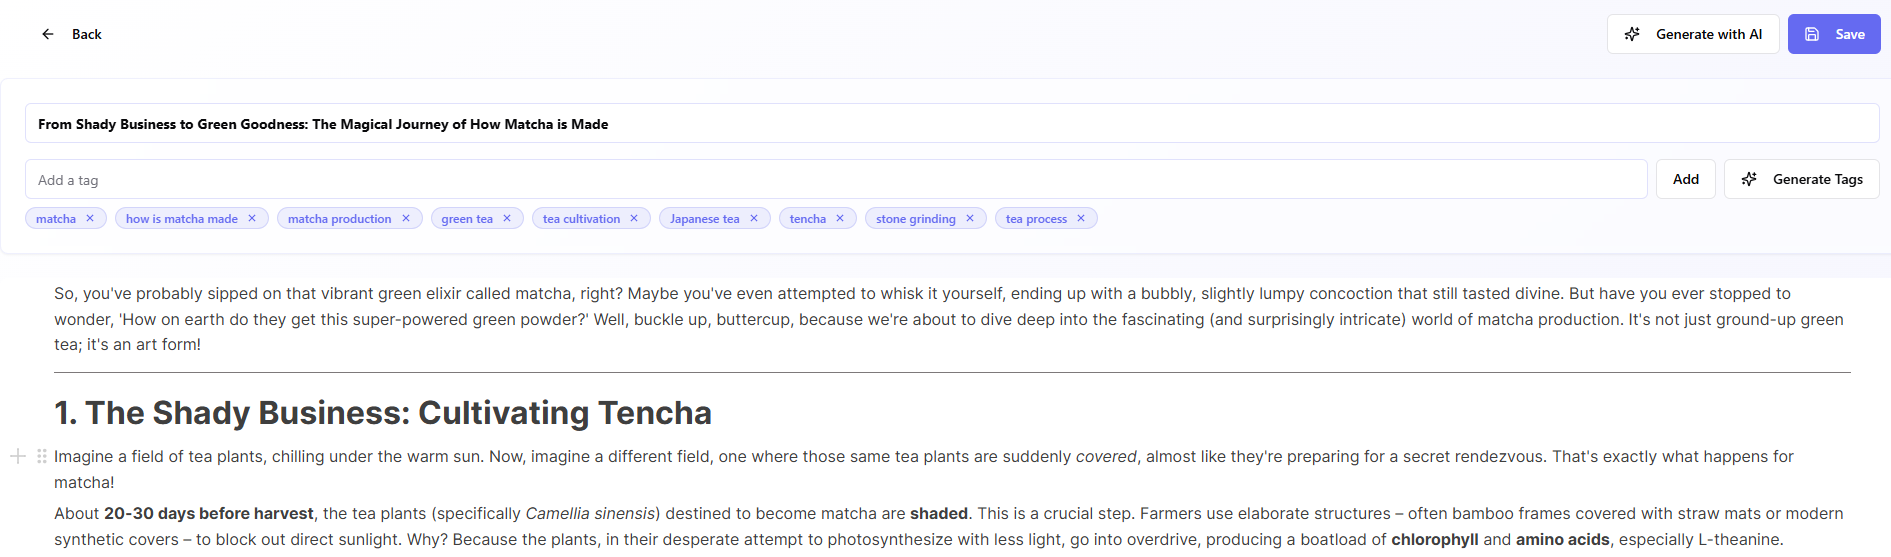 Back
Generate with AI
Save
From Shady Business to Green Goodness: The Magical Journey of How Matcha is Made
Add a tag
Add
Generate Tags
matcha × how is matcha made × matcha production × green tea × tea cultivation × Japanese tea × tencha × stone grinding × tea process ×
So, you've probably sipped on that vibrant green elixir called matcha, right? Maybe you've even attempted to whisk it yourself, ending up with a bubbly, slightly lumpy concoction that still tasted divine. But have you ever stopped to
wonder, 'How on earth do they get this super-powered green powder?' Well, buckle up, buttercup, because we're about to dive deep into the fascinating (and surprisingly intricate) world of matcha production. It's not just ground-up green
tea; it's an art form!
1. The Shady Business: Cultivating Tencha
Imagine a field of tea plants, chilling under the warm sun. Now, imagine a different field, one where those same tea plants are suddenly covered, almost like they're preparing for a secret rendezvous. That's exactly what happens for
matcha!
About 20-30 days before harvest, the tea plants (specifically Camellia sinensis) destined to become matcha are shaded. This is a crucial step. Farmers use elaborate structures – often bamboo frames covered with straw mats or modern
synthetic covers – to block out direct sunlight. Why? Because the plants, in their desperate attempt to photosynthesize with less light, go into overdrive, producing a boatload of chlorophyll and amino acids, especially L-theanine.